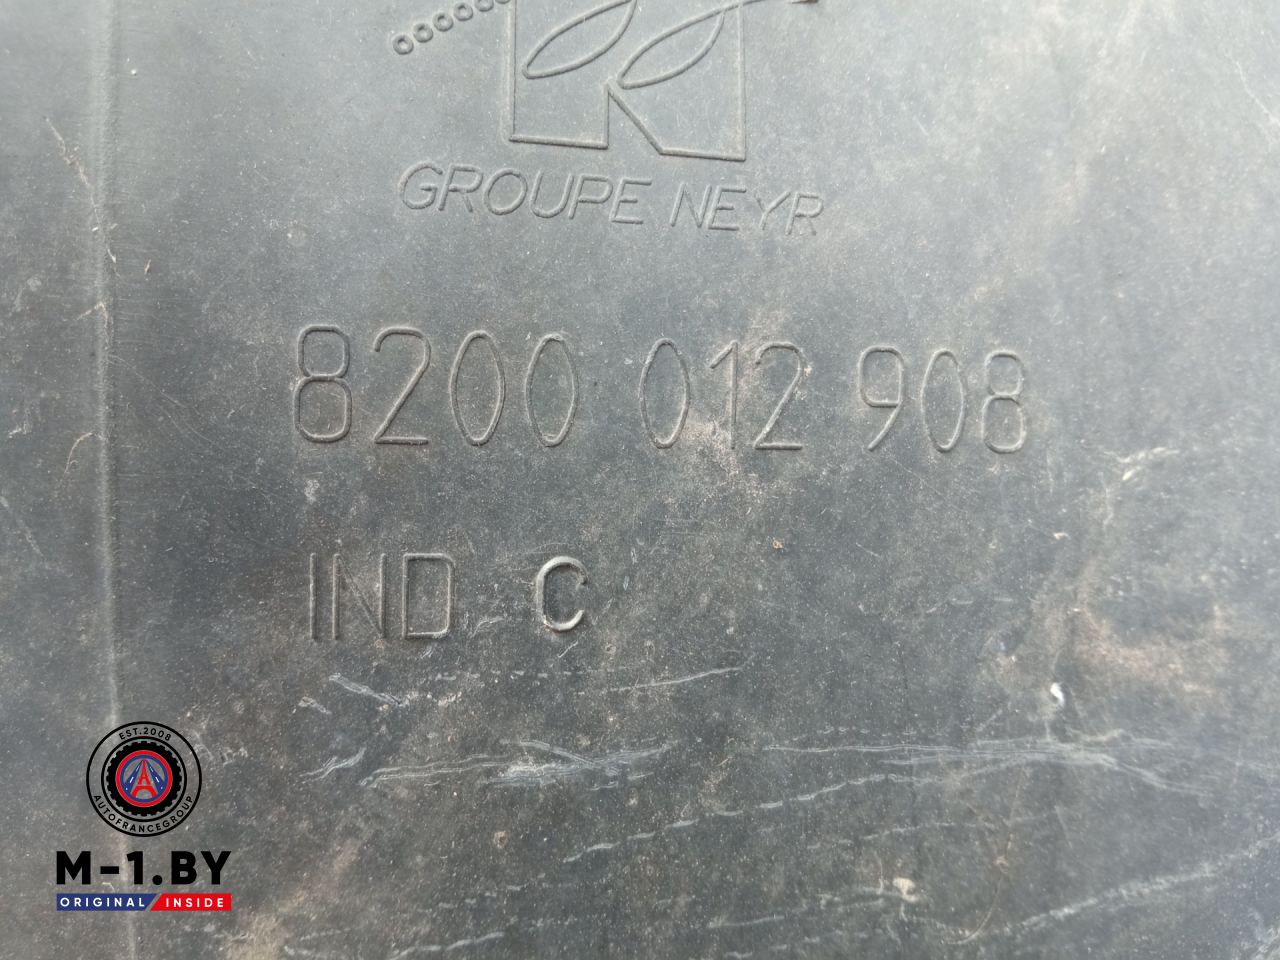 GROUPE NEYR
8200 012 908
IND C
EST.2008
AUTOFRANCEGROUP
M-1.BY
ORIGINAL INSIDE